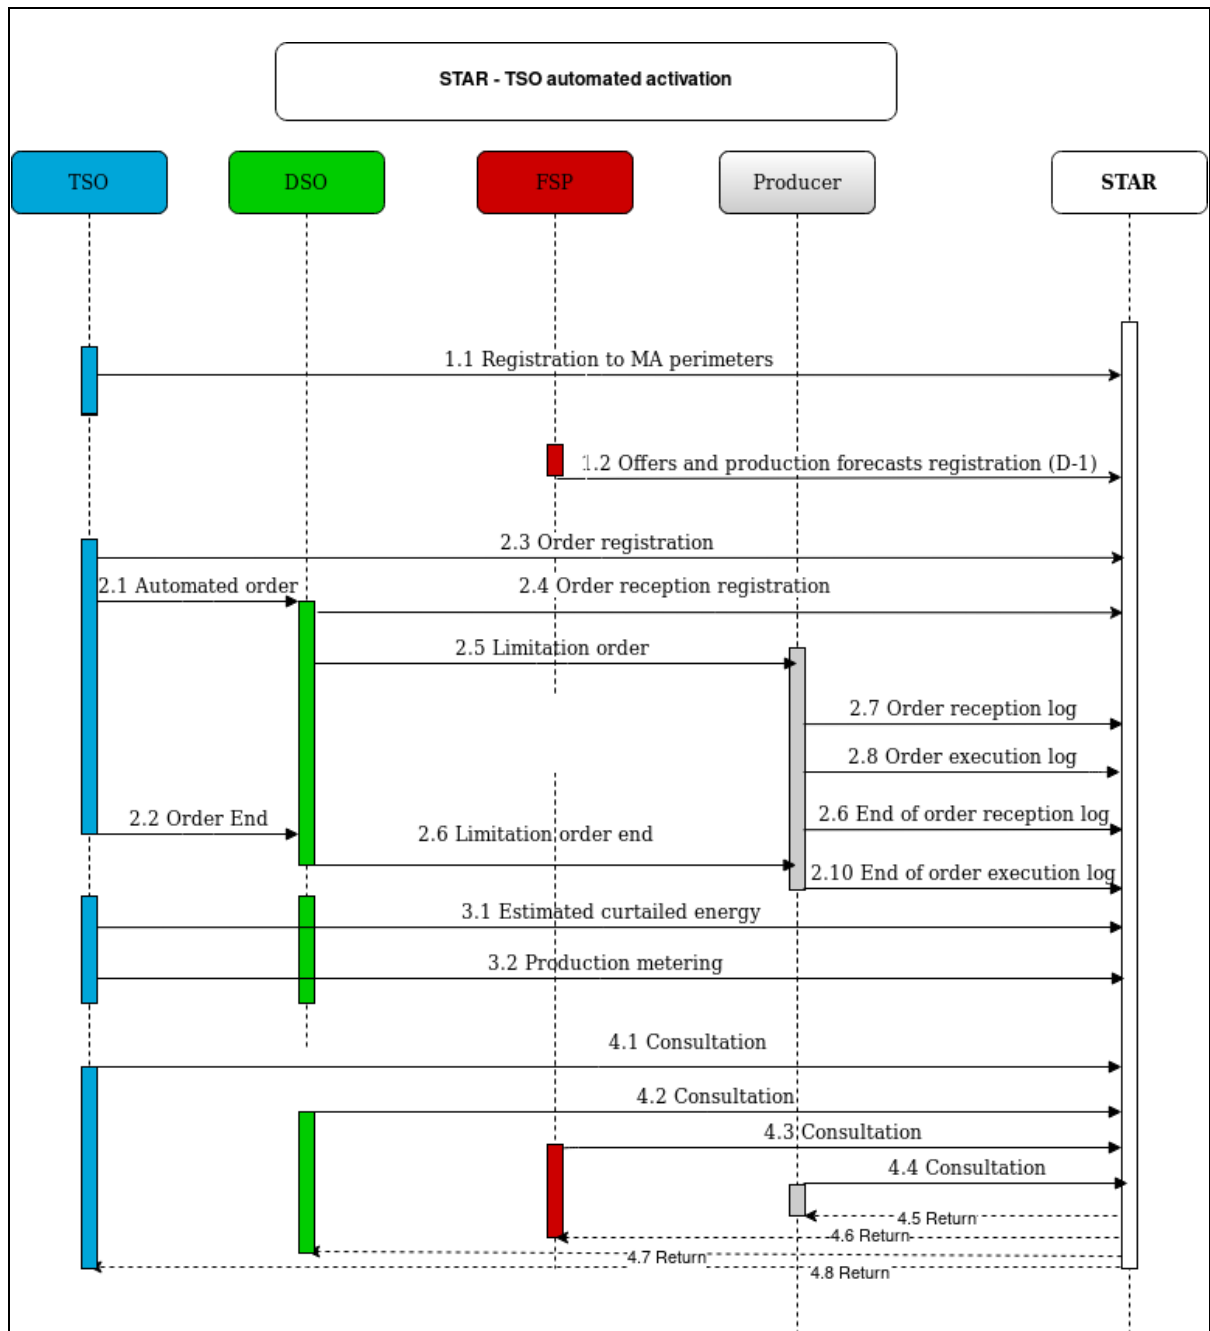 STAR - TSO automated activation
TSO
DSO
FSP
Producer
STAR
1.1 Registration to MA perimeters
1.2 Offers and production forecasts registration (D-1)
2.3 Order registration
2.1 Automated order
2.4 Order reception registration
2.5 Limitation order
2.7 Order reception log
2.8 Order execution log
2.6 End of order reception log
2.2 Order End
2.6 Limitation order end
2.10 End of order execution log
3.1 Estimated curtailed energy
3.2 Production metering
4.1 Consultation
4.2 Consultation
4.3 Consultation
4.4 Consultation
4.5 Return
4.6 Return
4.7 Return
4.8 Return